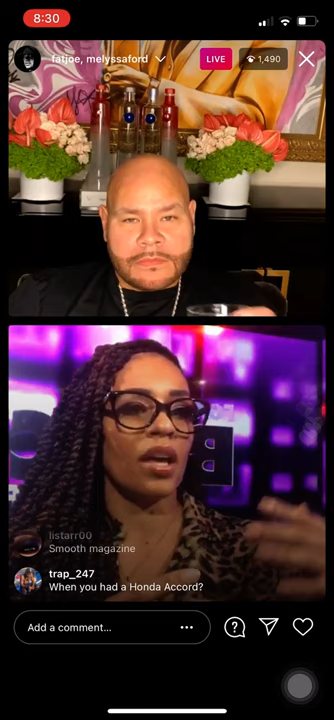 8:30
fatjoe, melyssaford
LIVE
1,490
listarr00
Smooth magazine
trap_247
When you had a Honda Accord?
Add a comment...